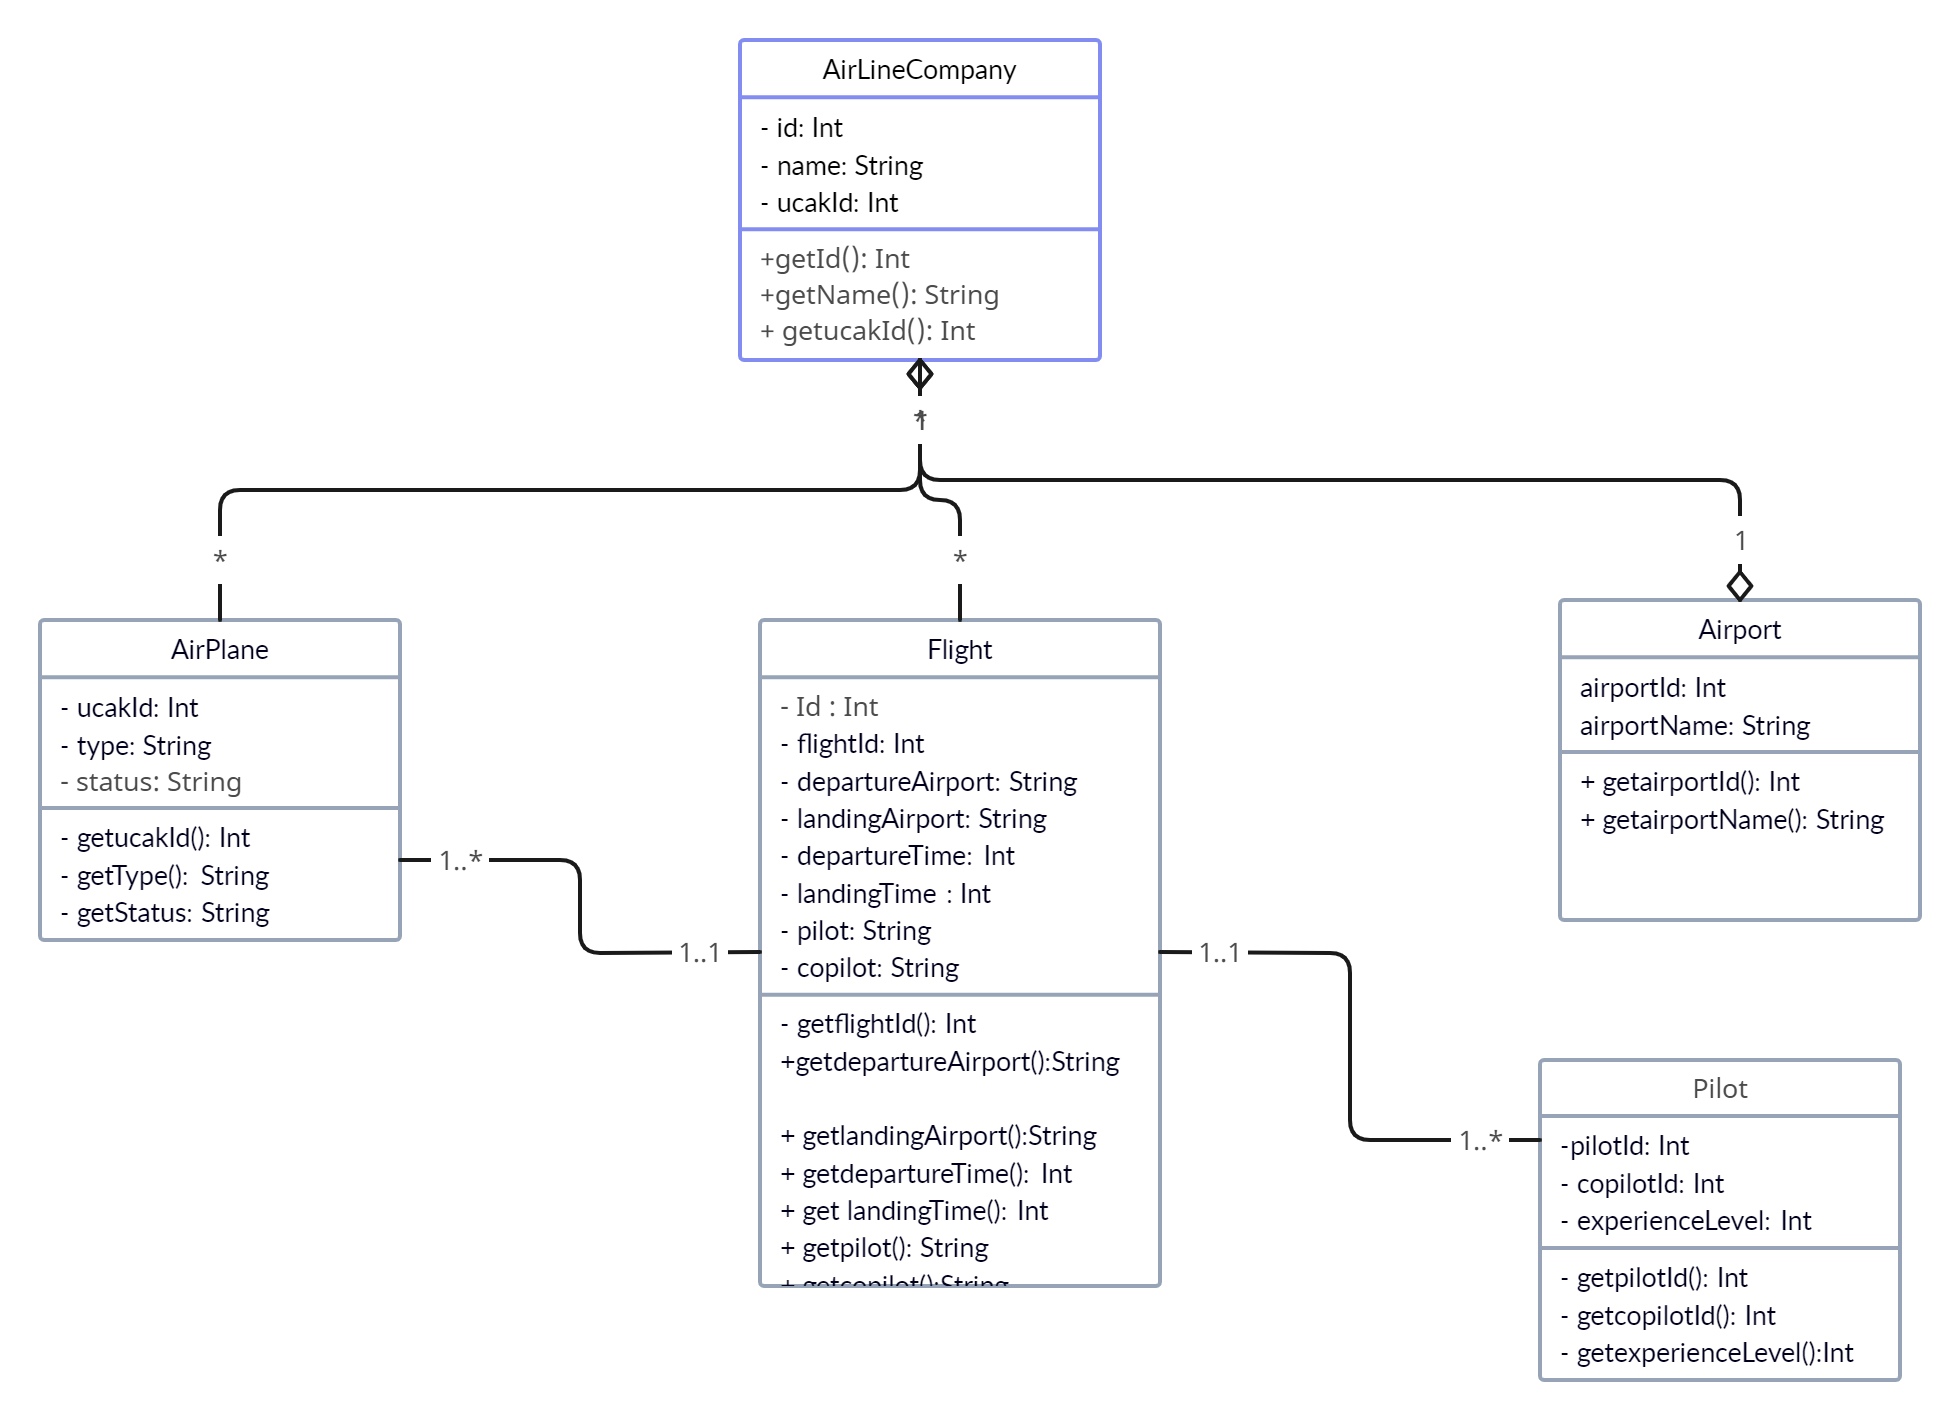 AirLineCompany
- id: Int
- name: String
- ucakId: Int
+getId(): Int
+getName(): String
+ getucakId(): Int
*
*
1
AirPlane
- ucakId: Int
- type: String
- status: String
- getucakId(): Int
- getType(): String
- getStatus: String
1..*
1..1
Flight
- Id : Int
- flightId: Int
- departureAirport: String
- landingAirport: String
- departureTime: Int
- landingTime : Int
- pilot: String
- copilot: String
- getflightId(): Int
+getdepartureAirport():String
+ getlandingAirport():String
+ getdepartureTime(): Int
+ get landingTime(): Int
+ getpilot(): String
+ getcopilot():String
1..1
1..*
Airport
airportId: Int
airportName: String
+ getairportId(): Int
+ getairportName(): String
Pilot
-pilotId: Int
- copilotId: Int
- experienceLevel: Int
- getpilotId(): Int
- getcopilotId(): Int
- getexperienceLevel():Int